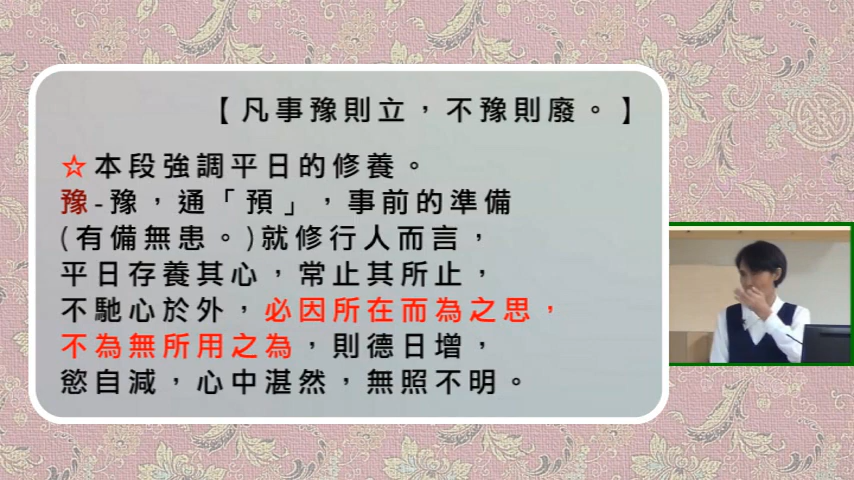 【凡事豫則立，不豫則廢。】
☆本段強調平日的修養。
豫-豫，通「預」，事前的準備
(有備無患。)就修行人而言，
平日存養其心，常止其所止，
不馳心於外，必因所在而為之思，
不為無所用之為，則德日增，
慾自減，心中湛然，無照不明。